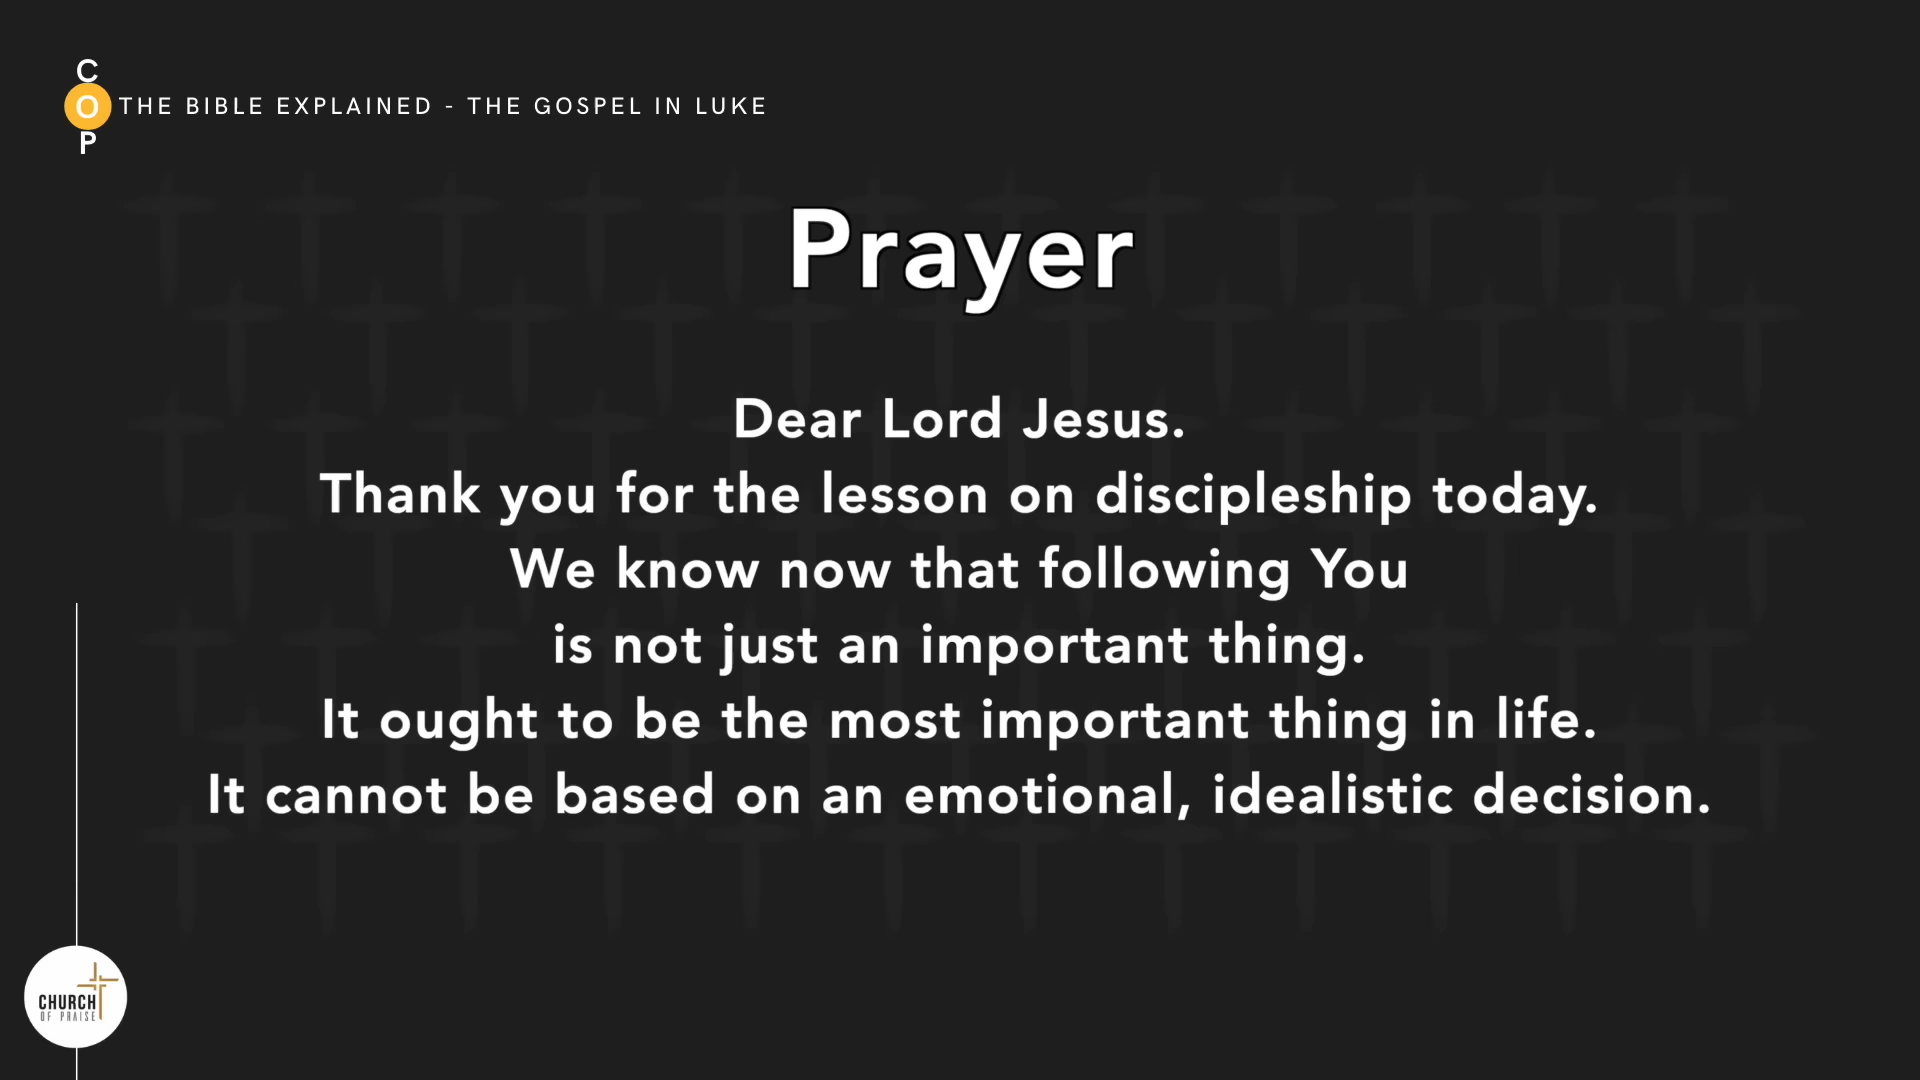 C
O
P
THE BIBLE EXPLAINED - THE GOSPEL IN LUKE
Prayer
Dear Lord Jesus.
Thank you for the lesson on discipleship today.
We know now that following You
is not just an important thing.
It ought to be the most important thing in life.
It cannot be based on an emotional, idealistic decision.
CHURCH
OF PRAISE